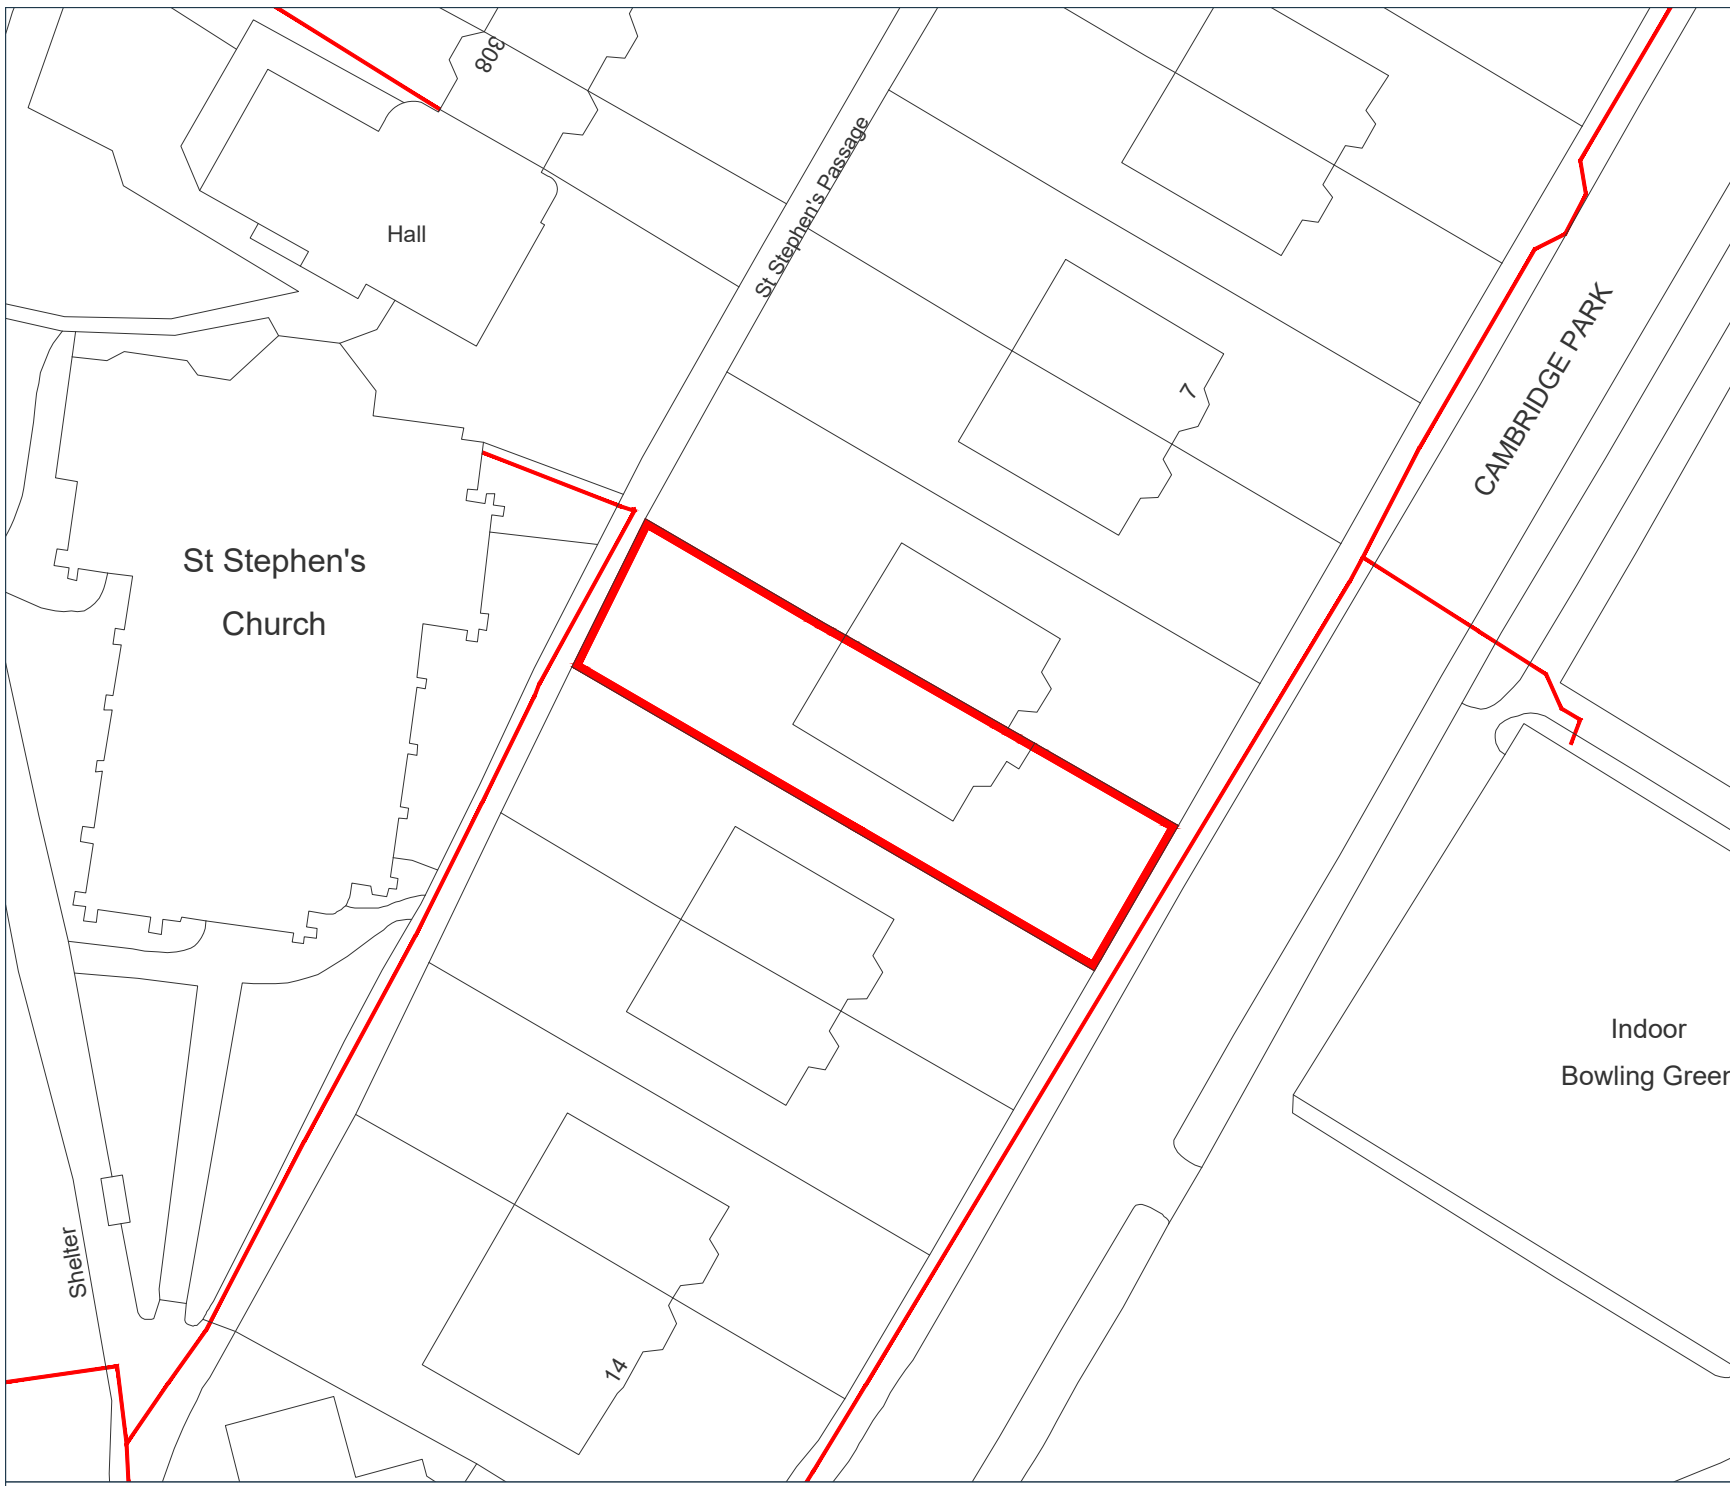 808
St Stephen's Passage
Hall
7
CAMBRIDGE PARK
St Stephen's
Church
Indoor
Bowling Green
Shelter
14